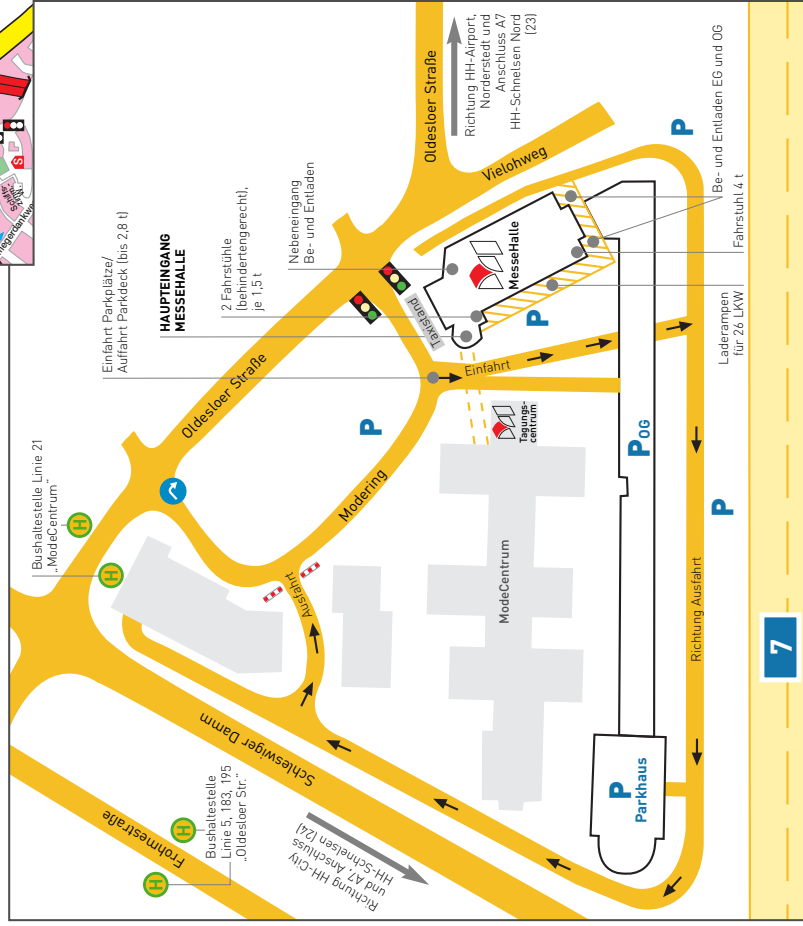 Oldesloer Straße
Richtung HH-Airport,
Norderstedt und
Anschluss A7
HH-Schnelsen Nord
(23)
Vielohweg
P
Be- und Entladen EG und OG
Fahrstuhl 4 t
Laderampen
für 26 LKW
Nebeneingang
Be- und Entladen
2 Fahrstühle
(behindertengerecht),
je 1,5 t
HAUPTEINGANG
MESSEHALLE
Einfahrt Parkplätze/
Auffahrt Parkdeck (bis 2,8 t)
MesseHalle
Taxistand
P
Einfahrt
Oldesloer Straße
P
Modering
Tagungs-
centrum
P OG
P
Bushaltestelle Linie 21
„ModeCentrum"
H
H
Ausfahrt
ModeCentrum
Richtung Ausfahrt
7
Schleswiger Damm
P
Parkhaus
Frohmestraße
H
H
Bushaltestelle
Linie 5, 183, 195
„Oldesloer Str."
Richtung HH-City
und A7, Anschluss
HH-Schnelsen (24)
S